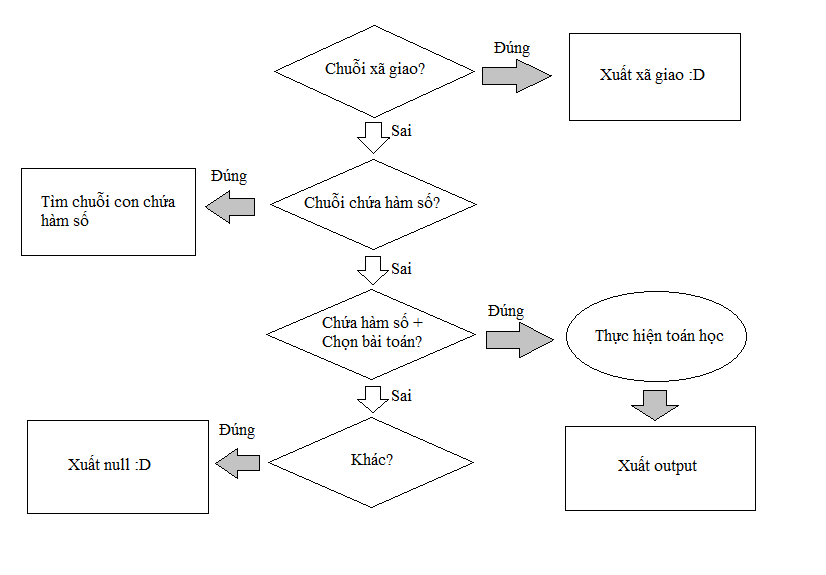 Chuỗi xã giao?
Đúng
Xuất xã giao :D
Sai
Chuỗi chứa hàm số?
Đúng
Tìm chuỗi con chứa
hàm số
Sai
Chứa hàm số +
Chọn bài toán?
Đúng
Thực hiện toán học
Sai
Khác?
Đúng
Xuất null :D
Xuất output